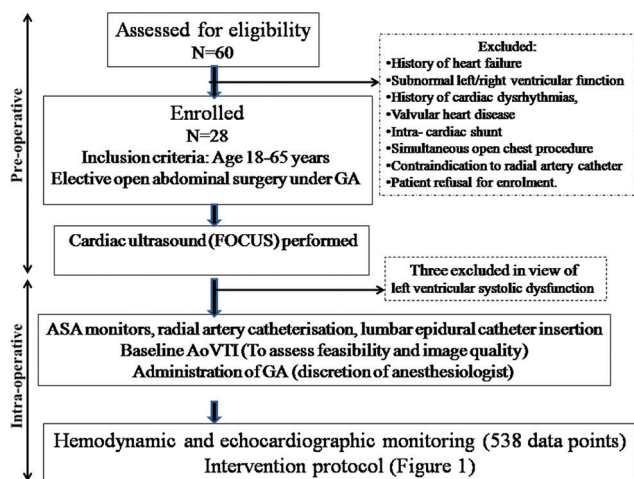 Pre-operative
Assessed for eligibility
N=60
Excluded:
•History of heart failure
•Subnormal left/right ventricular function
•History of cardiac dysrhythmias,
•Valvular heart disease
•Intra- cardiac shunt
•Simultaneous open chest procedure
•Contraindication to radial artery catheter
•Patient refusal for enrolment.
Enrolled
N=28
Inclusion criteria: Age 18-65 years
Elective open abdominal surgery under GA
Cardiac ultrasound (FOCUS) performed
Intra-operative
Three excluded in view of
left ventricular systolic dysfunction
ASA monitors, radial artery catheterisation, lumbar epidural catheter insertion
Baseline AoVTI (To assess feasibility and image quality)
Administration of GA (discretion of anesthesiologist)
Hemodynamic and echocardiographic monitoring (538 data points)
Intervention protocol (Figure 1)